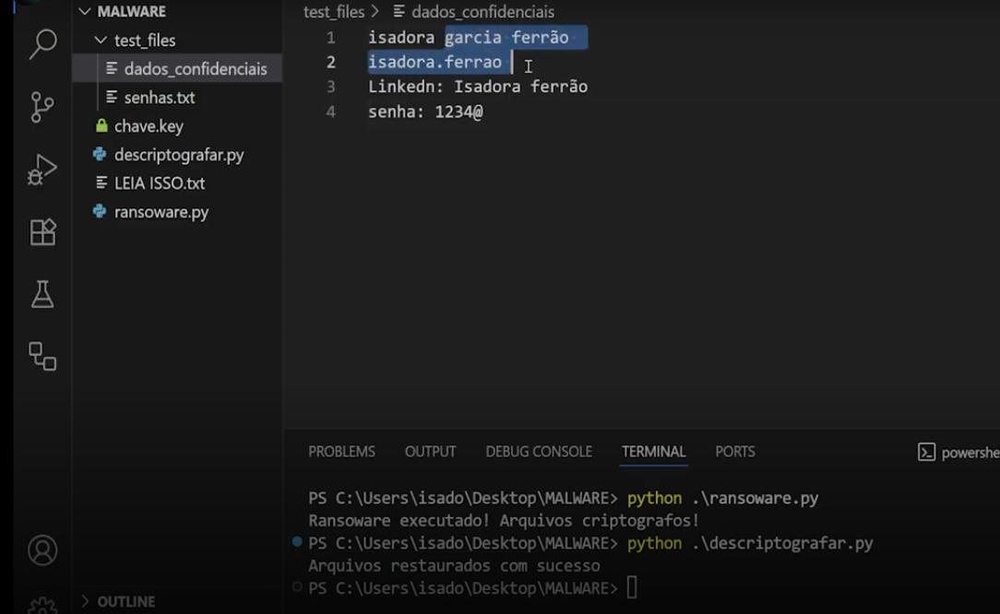 MALWARE
test_files
dados_confidenciais
senhas.txt
chave.key
descriptografar.py
LEIA ISSO.txt
ransoware.py
OUTLINE
test_files > dados_confidenciais
1 isadora garcia ferrão
2 isadora.ferrao
3 Linkedn: Isadora ferrão
4 senha: 1234@
PROBLEMS OUTPUT DEBUG CONSOLE TERMINAL PORTS powershe
PS C:\Users\isado\Desktop\MALWARE> python .\ransoware.py
Ransoware executado! Arquivos criptografos!
PS C:\Users\isado\Desktop\MALWARE> python .\descriptografar.py
Arquivos restaurados com sucesso
PS C:\Users\isado\Desktop\MALWARE>